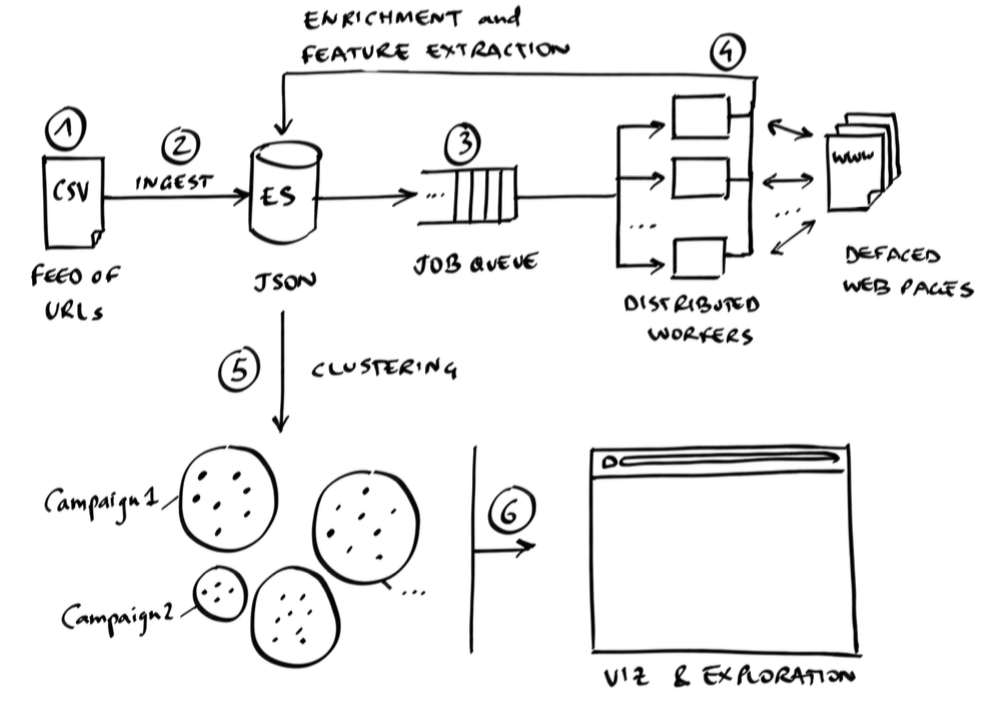 ENRICHMENT and
FEATURE EXTRACTION
4
1
2
3
CSV
INGEST
ES
...
...
WWW
...
FEED OF
URLs
JSON
JOB QUEUE
DISTRIBUTED
WORKERS
DEFACED
WEB PAGES
5
CLUSTERING
Campaign 1
Campaign 2
...
6
VIZ & EXPLORATION